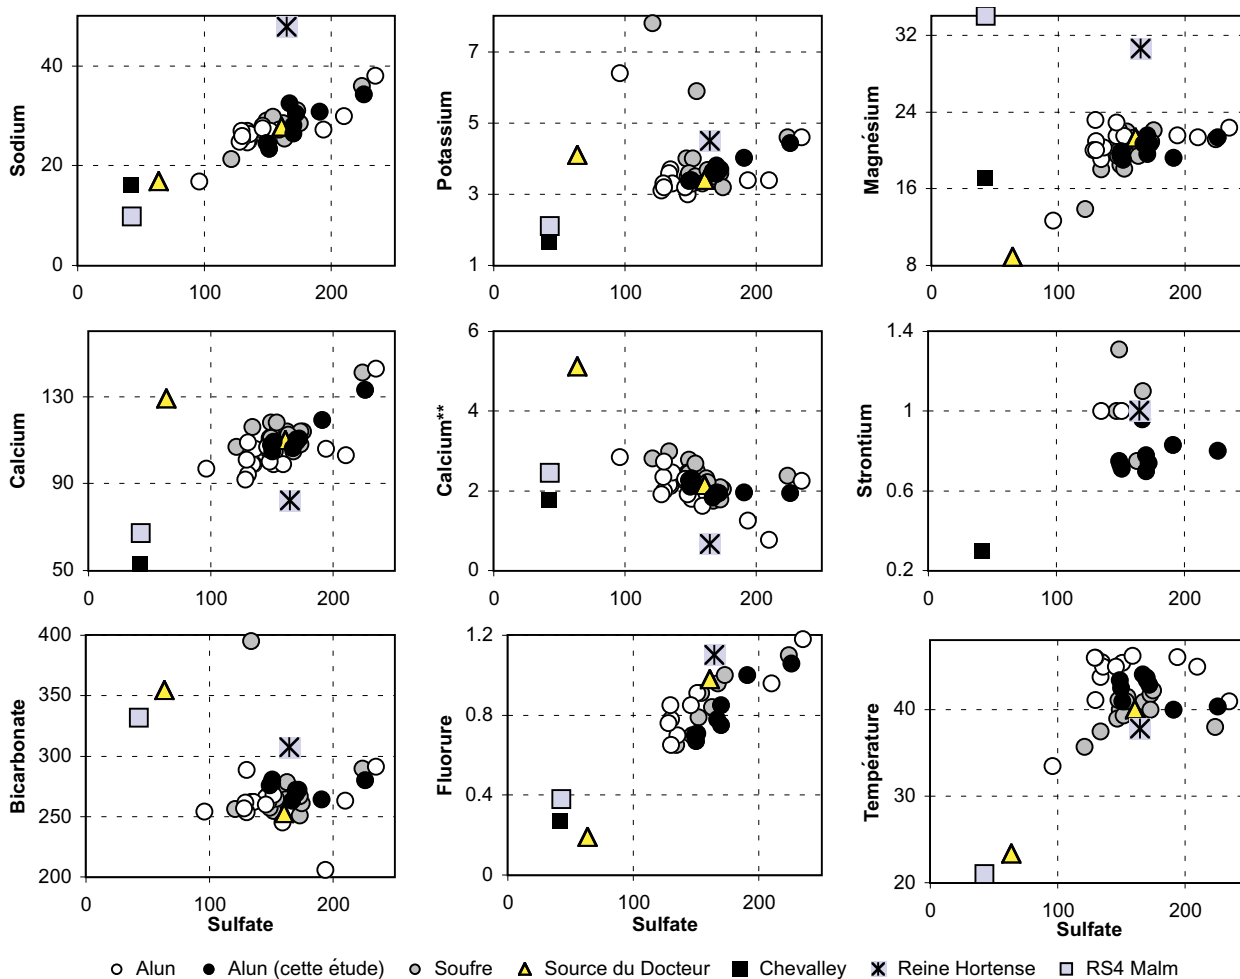 Sodium
40
20
0
0 100 200
Potassium
7
5
3
1
0 100 200
Magnésium
32
24
16
8
0 100 200
Calcium
130
90
50
0 100 200
Calcium**
6
4
2
0
0 100 200
Strontium
1.4
1
0.6
0.2
0 100 200
Bicarbonate
400
350
300
250
200
0 100 200
Sulfate
Fluorure
1.2
0.8
0.4
0
0 100 200
Sulfate
Température
40
30
20
0 100 200
Sulfate
Alun Alun (cette étude) Soufre Source du Docteur Chevalley Reine Hortense RS4 Malm